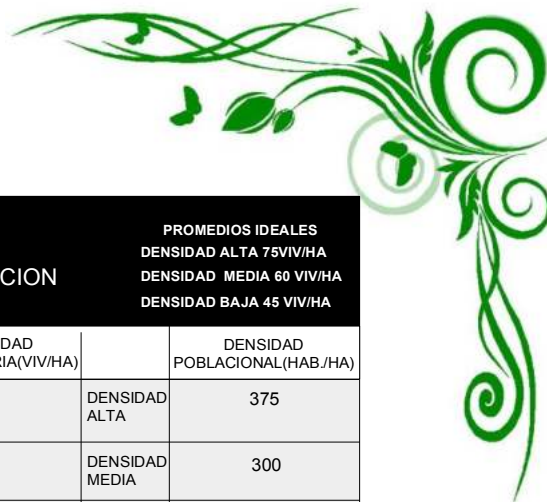 PROMEDIOS IDEALES
DENSIDAD ALTA 75VIV/HA
CION
DENSIDAD MEDIA 60 VIV/HA
DENSIDAD BAJA 45 VIV/HA
DAD
RIA(VIV/HA)
DENSIDAD
POBLACIONAL(HAB./HA)
DENSIDAD
ALTA
375
DENSIDAD
MEDIA
300